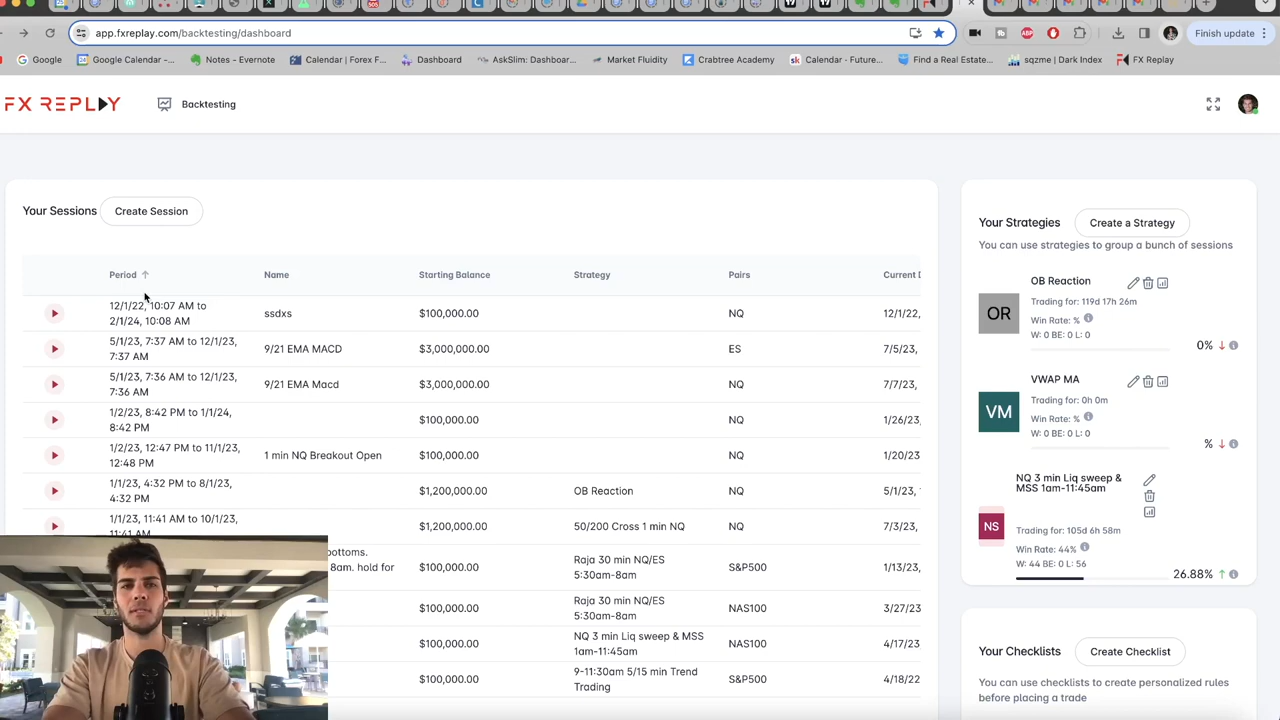 app.fxreplay.com/backtesting/dashboard
Finish update
Google
Google Calendar -...
Notes - Evernote
Calendar | Forex F...
Dashboard
AskSlim: Dashboar...
Market Fluidity
Crabtree Academy
Calendar - Future...
Find a Real Estate...
sqzme | Dark Index
FX Replay
FX REPLAY
Backtesting
Your Sessions
Create Session
Period
Name
Starting Balance
Strategy
Pairs
Current D
12/1/22, 10:07 AM to
2/1/24, 10:08 AM
ssdxs
$100,000.00
NQ
12/1/22,
5/1/23, 7:37 AM to 12/1/23,
7:37 AM
9/21 EMA MACD
$3,000,000.00
ES
7/5/23,
5/1/23, 7:36 AM to 12/1/23,
7:36 AM
9/21 EMA Macd
$3,000,000.00
NQ
7/7/23,
1/2/23, 8:42 PM to 1/1/24,
8:42 PM
$100,000.00
NQ
1/26/23,
1/2/23, 12:47 PM to 11/1/23,
12:48 PM
1 min NQ Breakout Open
$100,000.00
NQ
1/20/23,
1/1/23, 4:32 PM to 8/1/23,
4:32 PM
$1,200,000.00
OB Reaction
NQ
5/1/23,
1/1/23, 11:41 AM to 10/1/23,
11:41 AM
$1,200,000.00
50/200 Cross 1 min NQ
NQ
7/3/23,
bottoms.
8am. hold for
$100,000.00
Raja 30 min NQ/ES
5:30am-8am
S&P500
1/13/23,
$100,000.00
Raja 30 min NQ/ES
5:30am-8am
NAS100
3/27/23
$100,000.00
NQ 3 min Liq sweep & MSS
1am-11:45am
NAS100
4/17/23
$100,000.00
9-11:30am 5/15 min Trend
Trading
S&P500
4/18/22
Your Strategies
Create a Strategy
You can use strategies to group a bunch of sessions
OR
OB Reaction
Trading for: 119d 17h 26m
Win Rate: %
W: 0 BE: 0 L: 0
0%
VM
VWAP MA
Trading for: 0h 0m
Win Rate: %
W: 0 BE: 0 L: 0
%
NS
NQ 3 min Liq sweep &
MSS 1am-11:45am
Trading for: 105d 6h 58m
Win Rate: 44%
W: 44 BE: 0 L: 56
26.88%
Your Checklists
Create Checklist
You can use checklists to create personalized rules
before placing a trade